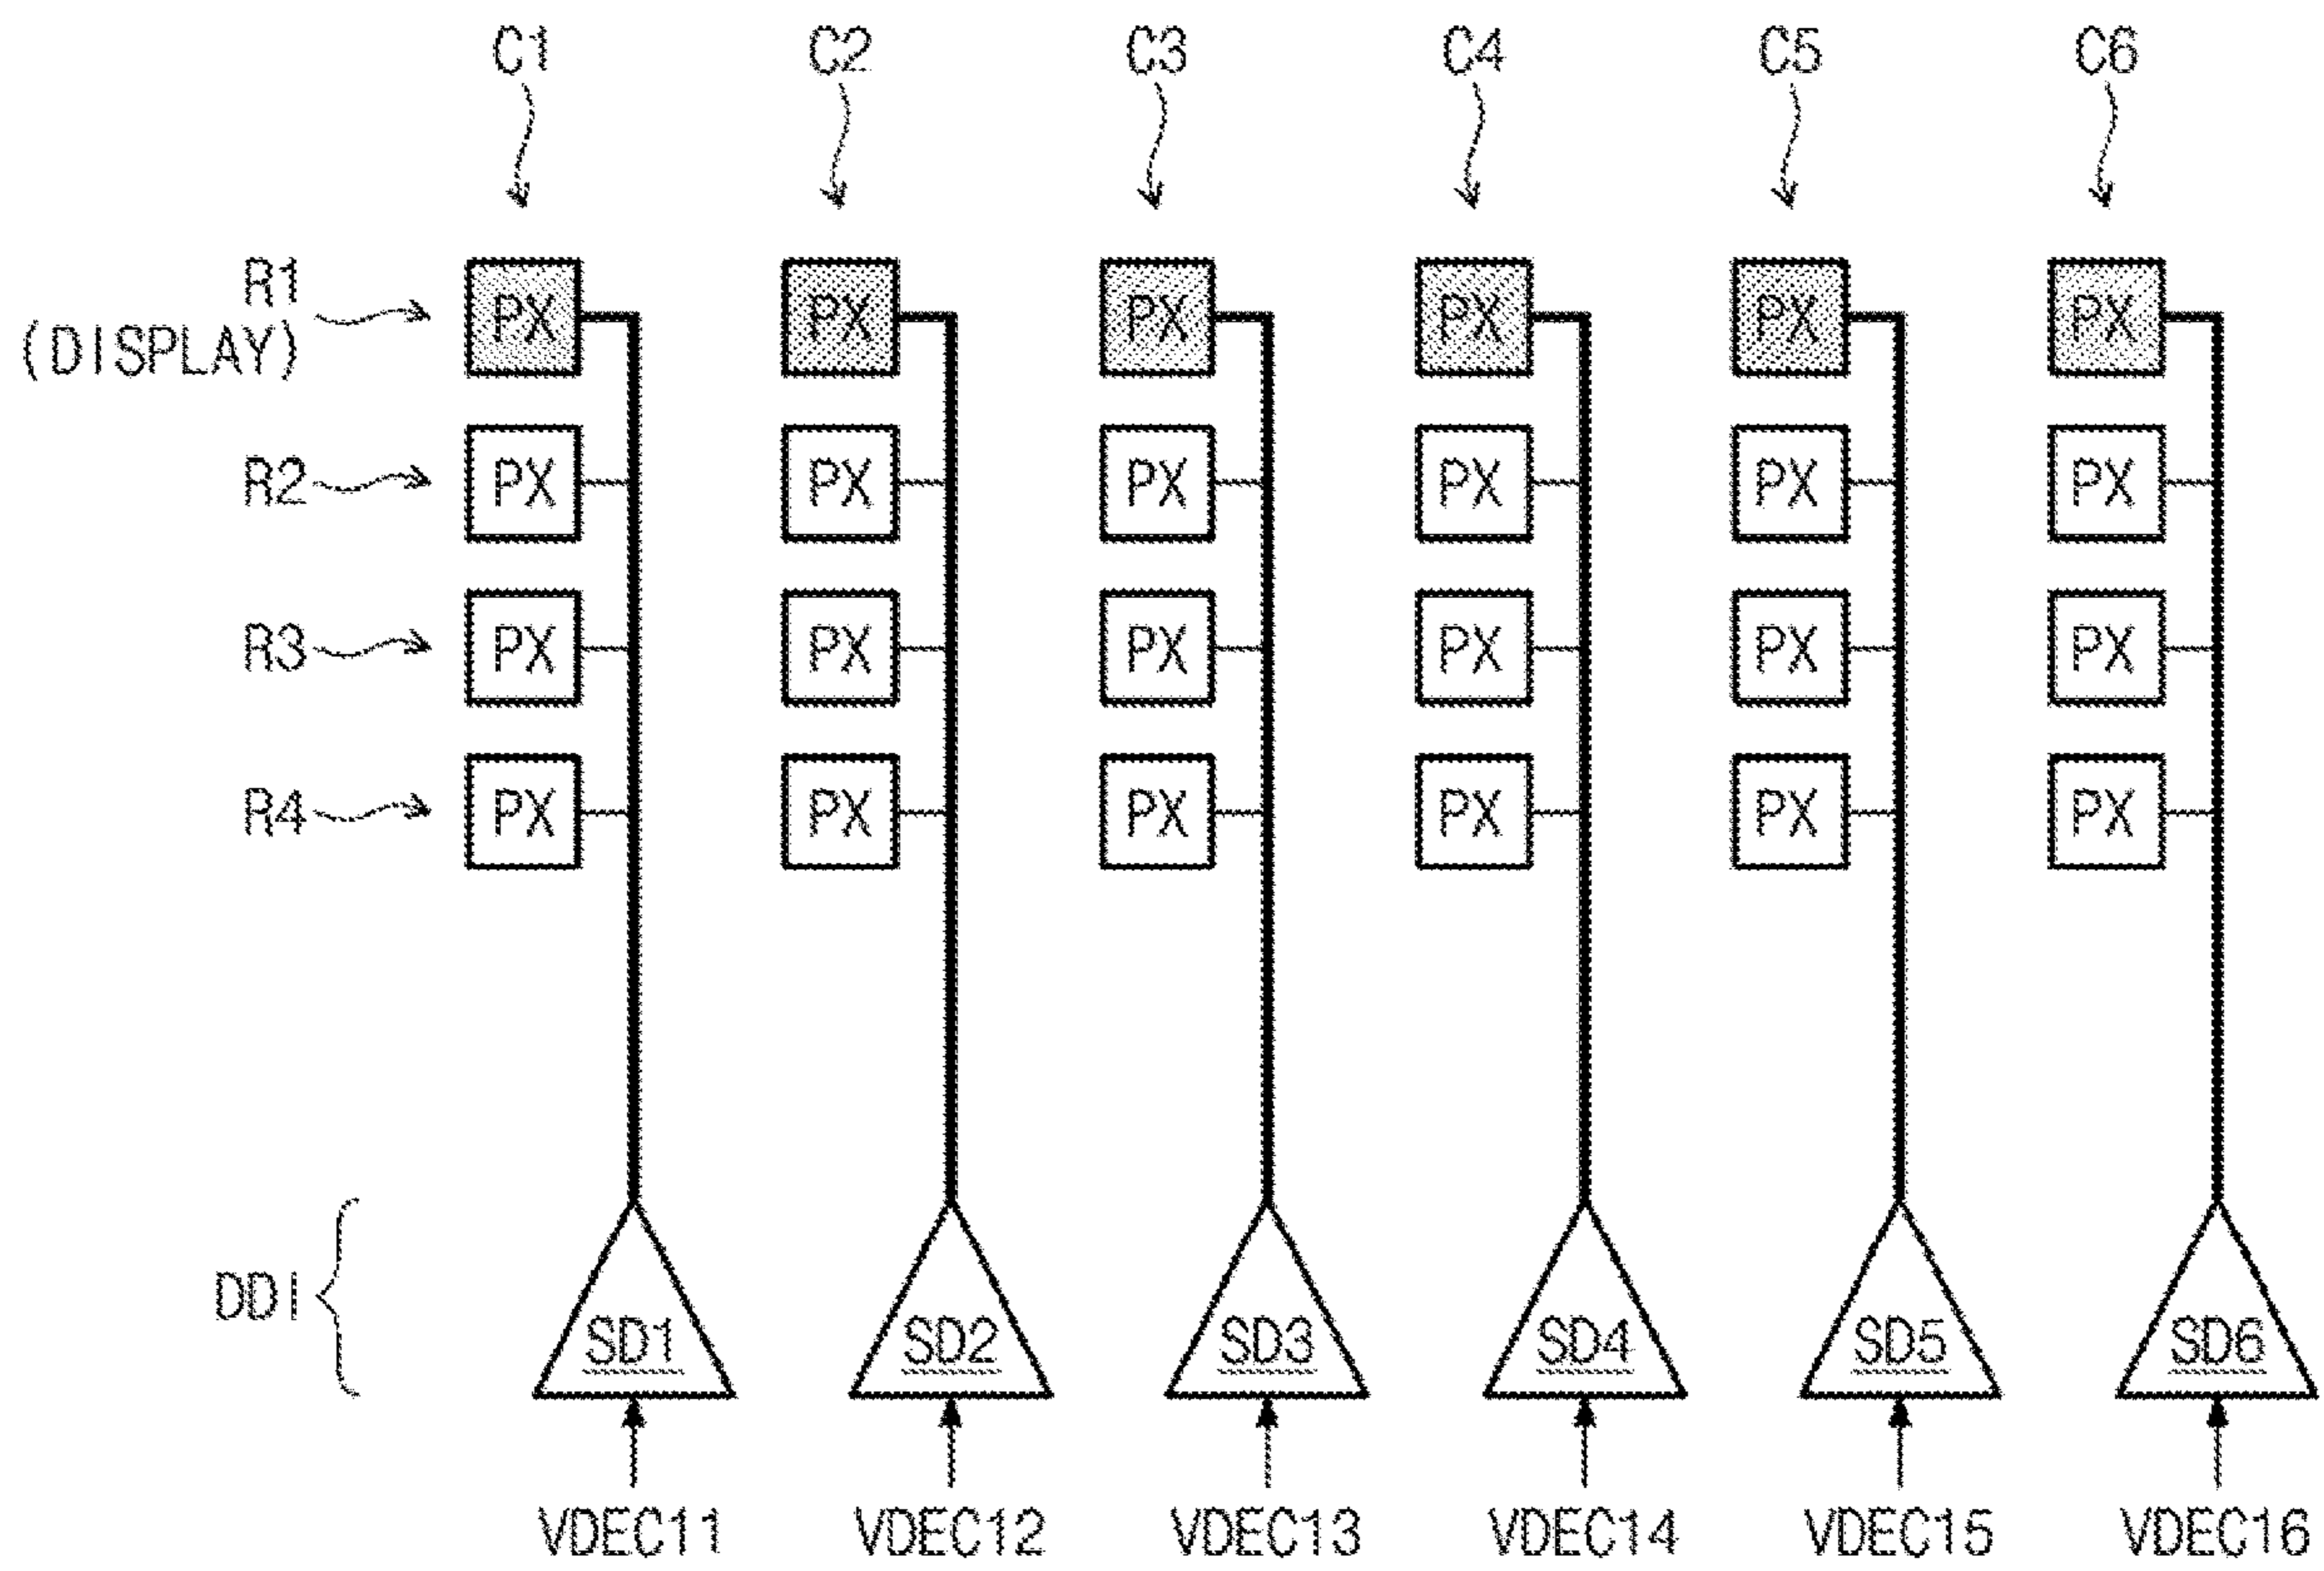 C1 C2 C3 C4 C5 C6
R1 PX PX PX PX PX PX
(DISPLAY)
R2 PX PX PX PX PX PX
R3 PX PX PX PX PX PX
R4 PX PX PX PX PX PX
DDI
SD1 SD2 SD3 SD4 SD5 SD6
VDEC11 VDEC12 VDEC13 VDEC14 VDEC15 VDEC16